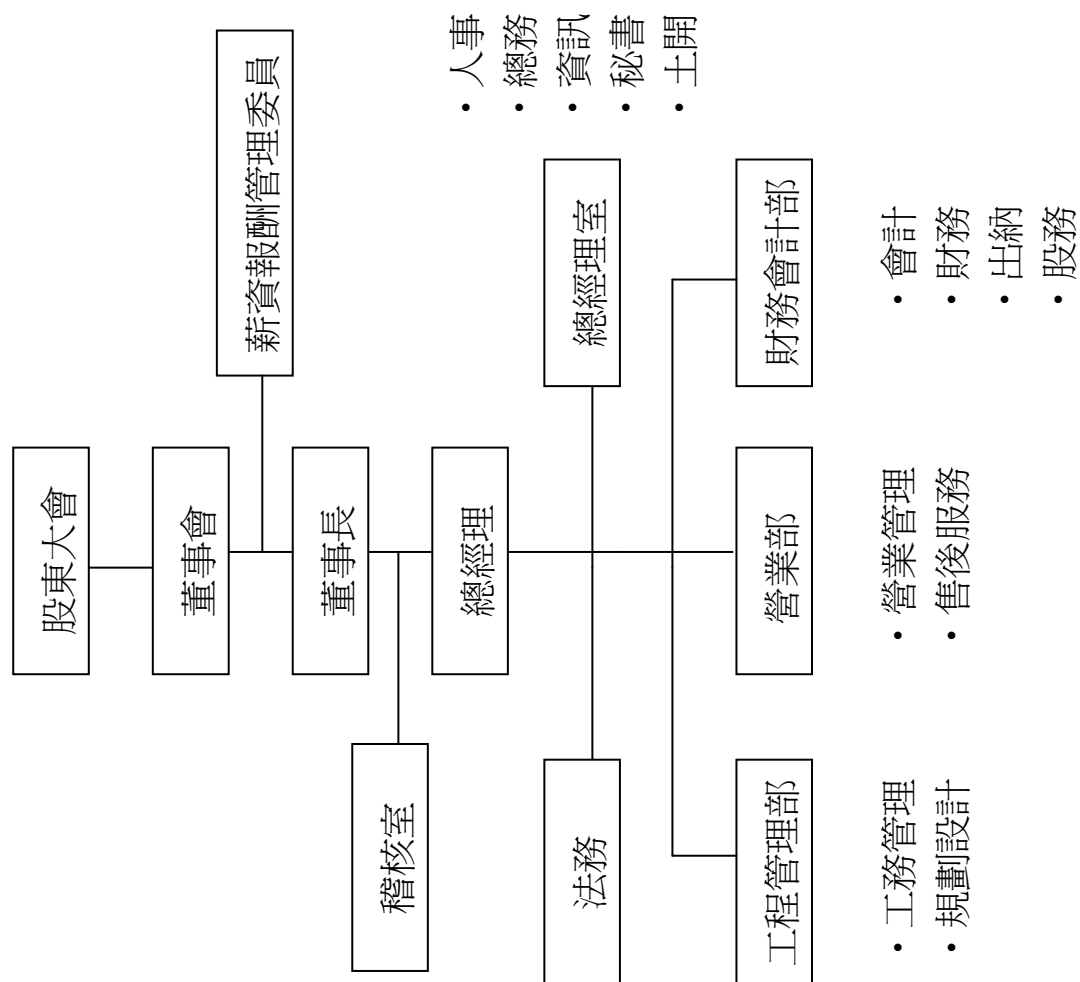 股東大會
董事會
薪資報酬管理委員
董事長
稽核室
總經理
法務
總經理室
• 人事
• 總務
• 資訊
• 秘書
• 土開
工程管理部
營業部
財務會計部
• 工務管理
• 規劃設計
• 營業管理
• 售後服務
• 會計
• 財務
• 出納
• 股務